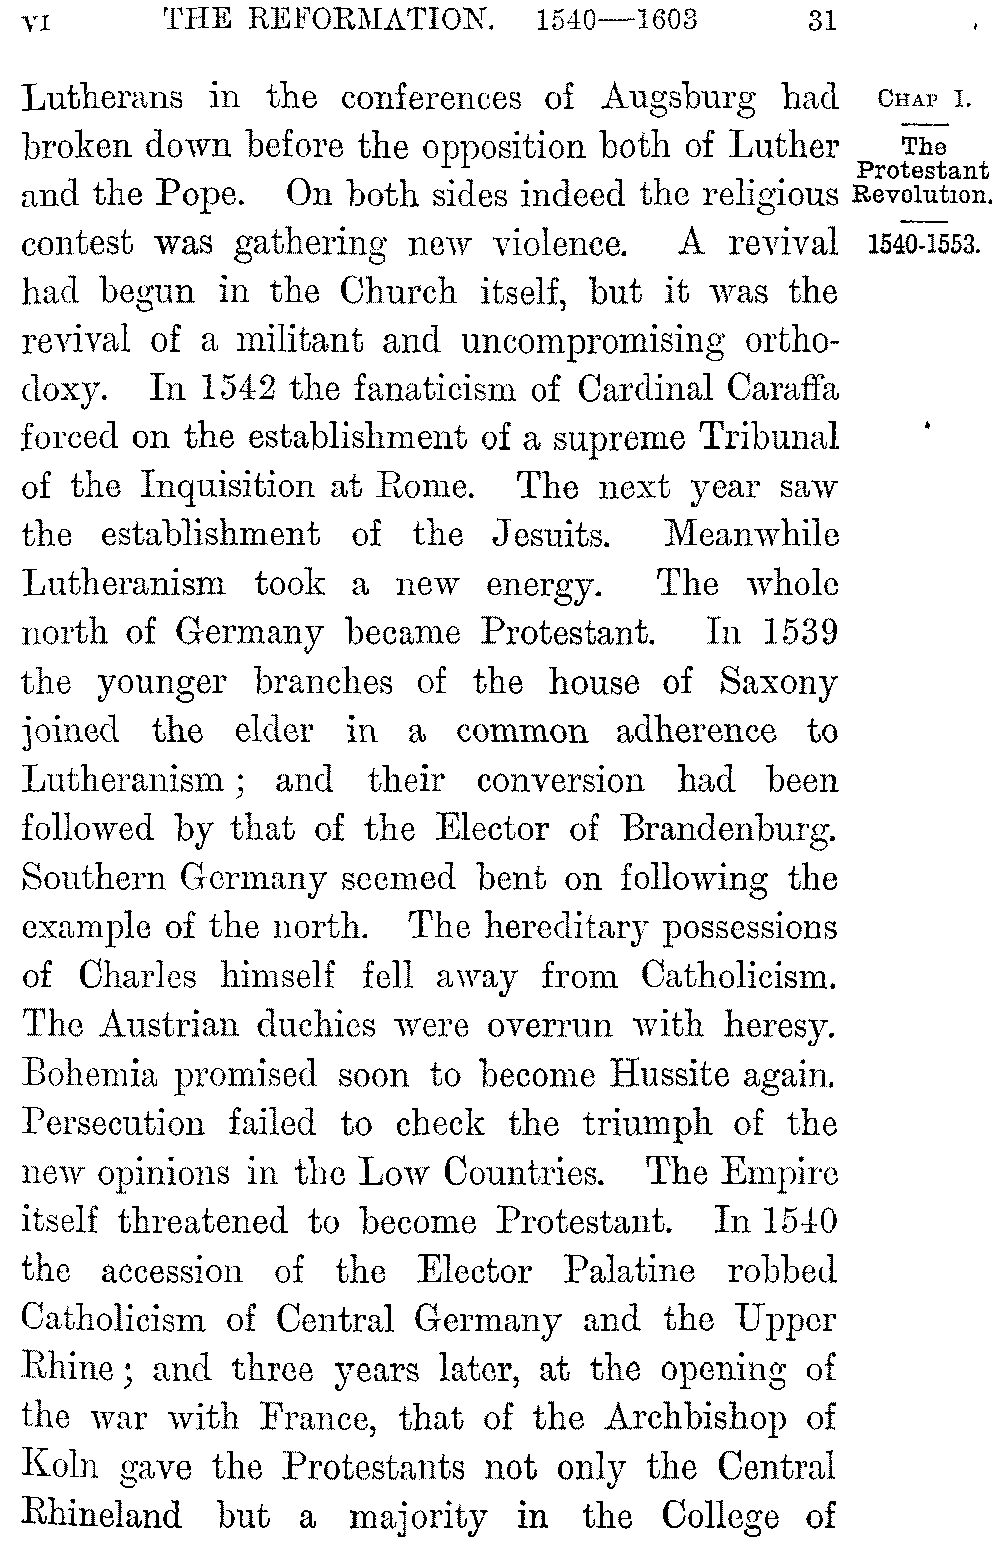 VI THE REFORMATION. 1540—1603 31
CHAP I.
The
Protestant
Revolution.
1540-1553.
Lutherans in the conferences of Augsburg had
broken down before the opposition both of Luther
and the Pope. On both sides indeed the religious
contest was gathering new violence. A revival
had begun in the Church itself, but it was the
revival of a militant and uncompromising ortho-
doxy. In 1542 the fanaticism of Cardinal Caraffa
forced on the establishment of a supreme Tribunal
of the Inquisition at Rome. The next year saw
the establishment of the Jesuits. Meanwhile
Lutheranism took a new energy. The whole
north of Germany became Protestant. In 1539
the younger branches of the house of Saxony
joined the elder in a common adherence to
Lutheranism; and their conversion had been
followed by that of the Elector of Brandenburg.
Southern Germany seemed bent on following the
example of the north. The hereditary possessions
of Charles himself fell away from Catholicism.
The Austrian duchies were overrun with heresy.
Bohemia promised soon to become Hussite again.
Persecution failed to check the triumph of the
new opinions in the Low Countries. The Empire
itself threatened to become Protestant. In 1540
the accession of the Elector Palatine robbed
Catholicism of Central Germany and the Upper
Rhine; and three years later, at the opening of
the war with France, that of the Archbishop of
Koln gave the Protestants not only the Central
Rhineland but a majority in the College of